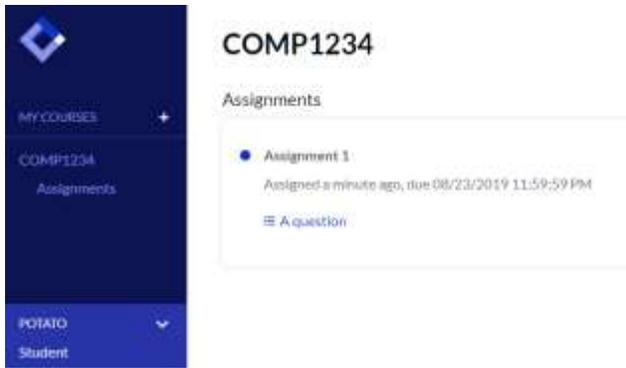 COMP1234
Assignments
MY COURSES +
COMP1234
Assignments
Assignment 1
Assigned a minute ago, due 08/23/2019 11:59:59 PM
A question
POTATO
Student